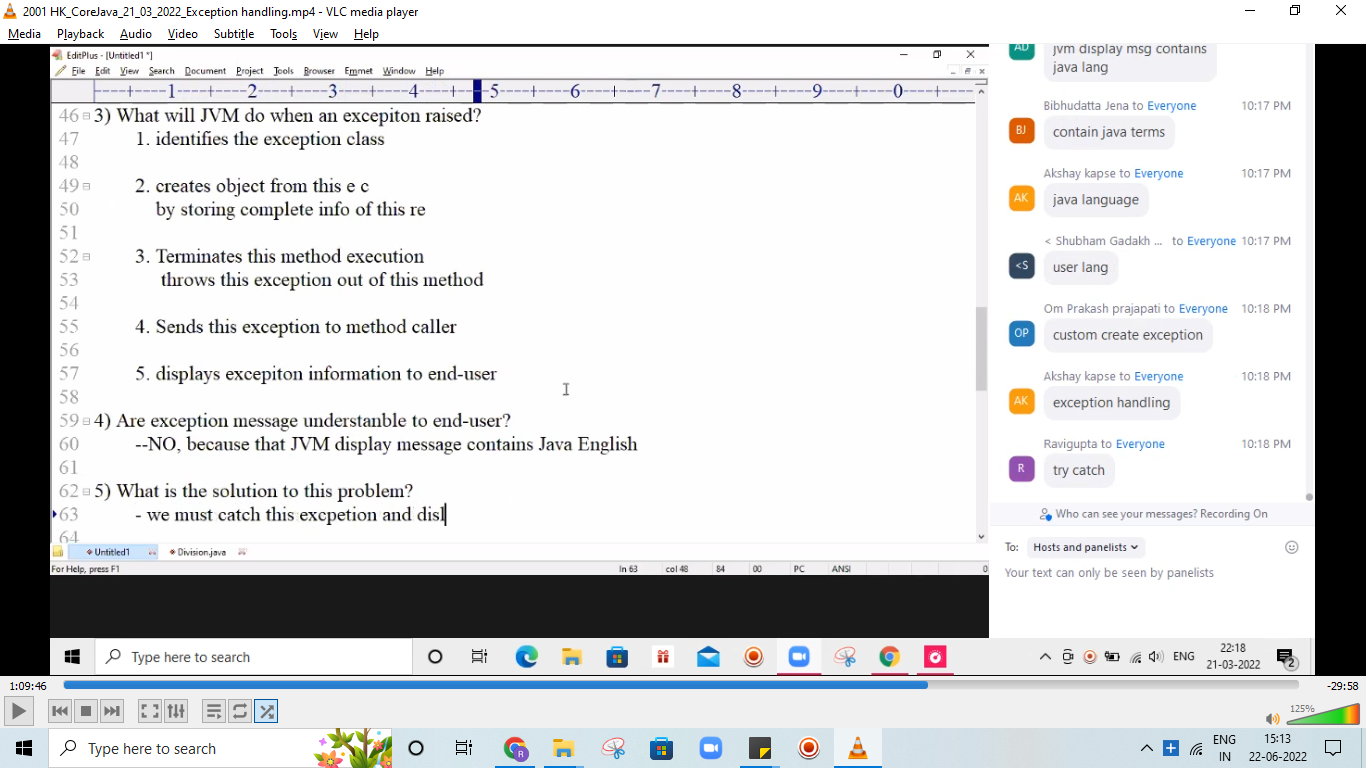 2001 HK_CoreJava_21_03_2022_Exception handling.mp4 - VLC media player
Media Playback Audio Video Subtitle Tools View Help
EditPlus - [Untitled1 *]
File Edit View Search Document Project Tools Browser Emmet Window Help
----+----1----+----2----+----3----+----4----+----5----+----6----+----7----+----8----+----9----+----0----+----
46 3) What will JVM do when an excepiton raised?
47 1. identifies the exception class
48
49 2. creates object from this e c
50 by storing complete info of this re
51
52 3. Terminates this method execution
53 throws this exception out of this method
54
55 4. Sends this exception to method caller
56
57 5. displays excepiton information to end-user
58
59 4) Are exception message understanble to end-user?
60 --NO, because that JVM display message contains Java English
61
62 5) What is the solution to this problem?
63 - we must catch this excpetion and disl
64
Untitled1 Division.java
For Help, press F1 ln 63 col 48 84 00 PC ANSI 0
AD
jvm display msg contains
java lang
Bibhudatta Jena to Everyone 10:17 PM
BJ contain java terms
Akshay kapse to Everyone 10:17 PM
AK java language
< Shubham Gadakh ... to Everyone 10:17 PM
<S user lang
Om Prakash prajapati to Everyone 10:18 PM
OP custom create exception
Akshay kapse to Everyone 10:18 PM
AK exception handling
Ravigupta to Everyone 10:18 PM
R try catch
Who can see your messages? Recording On
To: Hosts and panelists
Your text can only be seen by panelists
Type here to search ENG 22:18
21-03-2022 2
1:09:46 -29:58
125%
Type here to search ENG 15:13
IN 22-06-2022